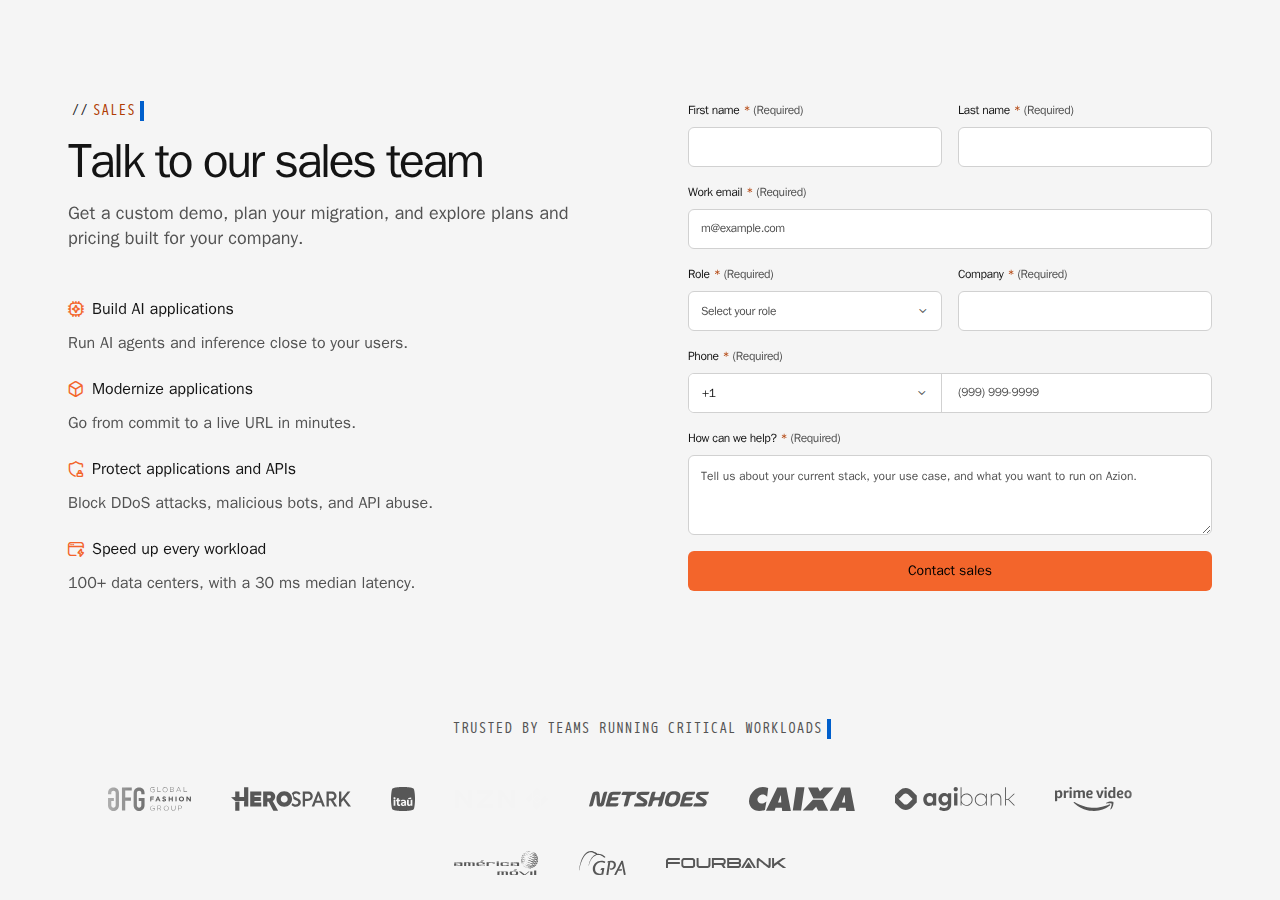 // SALES
Talk to our sales team
Get a custom demo, plan your migration, and explore plans and
pricing built for your company.
Build AI applications
Run AI agents and inference close to your users.
Modernize applications
Go from commit to a live URL in minutes.
Protect applications and APIs
Block DDoS attacks, malicious bots, and API abuse.
Speed up every workload
100+ data centers, with a 30 ms median latency.
First name * (Required)
Last name * (Required)
Work email * (Required)
m@example.com
Role * (Required)
Company * (Required)
Select your role
Phone * (Required)
+1
(999) 999-9999
How can we help? * (Required)
Tell us about your current stack, your use case, and what you want to run on Azion.
Contact sales
TRUSTED BY TEAMS RUNNING CRITICAL WORKLOADS
GFG GLOBAL
FASHION
GROUP
HEROSPARK
itaú
NETSHOES
CAIXA
agibank
prime video
américa
móvil
GPA
FOURBANK